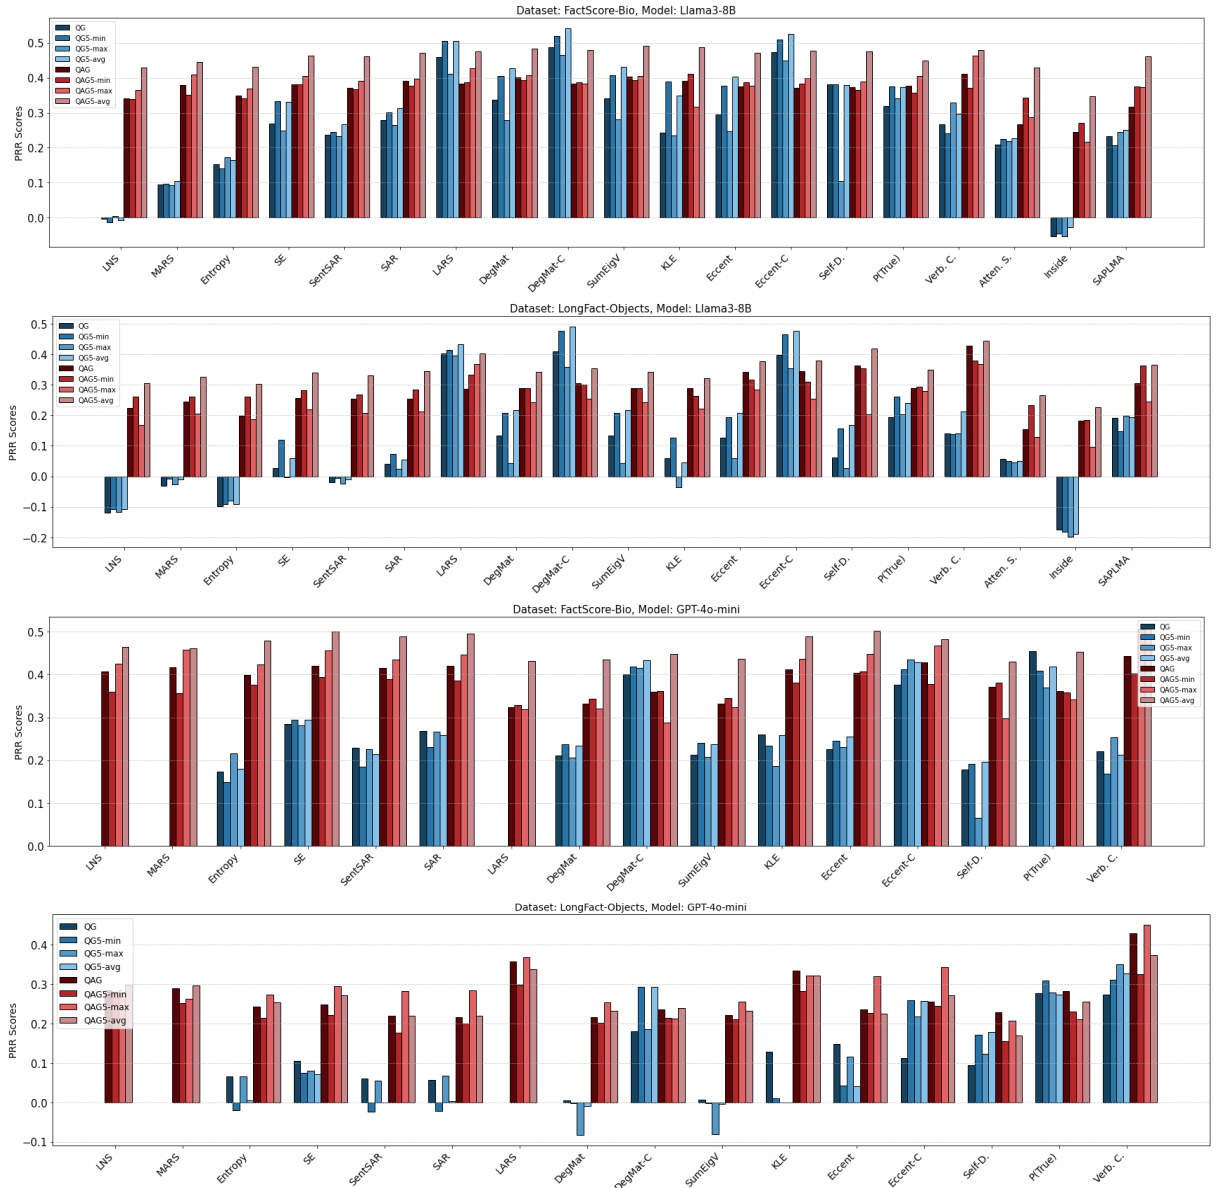 Dataset: FactScore-Bio, Model: Llama3-8B
PRR Scores
0.5
0.4
0.3
0.2
0.1
0.0
QG
QG5-min
QG5-max
QG5-avg
QAG
QAG5-min
QAG5-max
QAG5-avg
LNS
MARS
Entropy
SE
SentSAR
SAR
LARS
DegMat
DegMat-C
SumEigV
KLE
Eccent
Eccent-C
Self-D.
P(True)
Verb. C.
Atten. S.
Inside
SAPLMA
Dataset: LongFact-Objects, Model: Llama3-8B
PRR Scores
0.5
0.4
0.3
0.2
0.1
0.0
−0.1
−0.2
QG
QG5-min
QG5-max
QG5-avg
QAG
QAG5-min
QAG5-max
QAG5-avg
LNS
MARS
Entropy
SE
SentSAR
SAR
LARS
DegMat
DegMat-C
SumEigV
KLE
Eccent
Eccent-C
Self-D.
P(True)
Verb. C.
Atten. S.
Inside
SAPLMA
Dataset: FactScore-Bio, Model: GPT-4o-mini
PRR Scores
0.5
0.4
0.3
0.2
0.1
0.0
QG
QG5-min
QG5-max
QG5-avg
QAG
QAG5-min
QAG5-max
QAG5-avg
LNS
MARS
Entropy
SE
SentSAR
SAR
LARS
DegMat
DegMat-C
SumEigV
KLE
Eccent
Eccent-C
Self-D.
P(True)
Verb. C.
Dataset: LongFact-Objects, Model: GPT-4o-mini
PRR Scores
0.4
0.3
0.2
0.1
0.0
−0.1
QG
QG5-min
QG5-max
QG5-avg
QAG
QAG5-min
QAG5-max
QAG5-avg
LNS
MARS
Entropy
SE
SentSAR
SAR
LARS
DegMat
DegMat-C
SumEigV
KLE
Eccent
Eccent-C
Self-D.
P(True)
Verb. C.